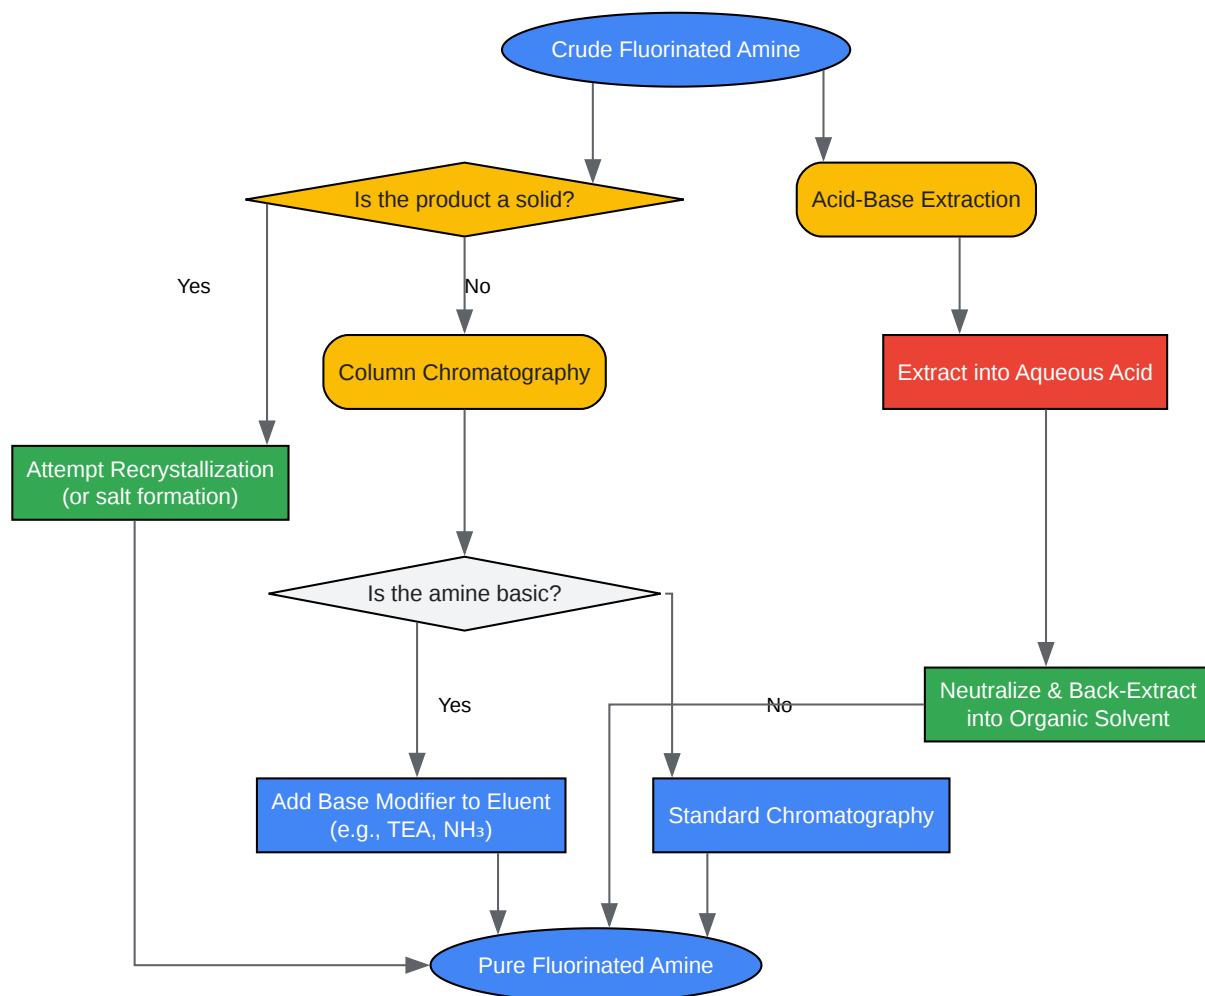 Crude Fluorinated Amine
Is the product a solid?
Acid-Base Extraction
Yes
No
Column Chromatography
Extract into Aqueous Acid
Attempt Recrystallization
(or salt formation)
Is the amine basic?
Neutralize & Back-Extract
into Organic Solvent
Yes
No
Add Base Modifier to Eluent
(e.g., TEA, NH₃)
Standard Chromatography
Pure Fluorinated Amine